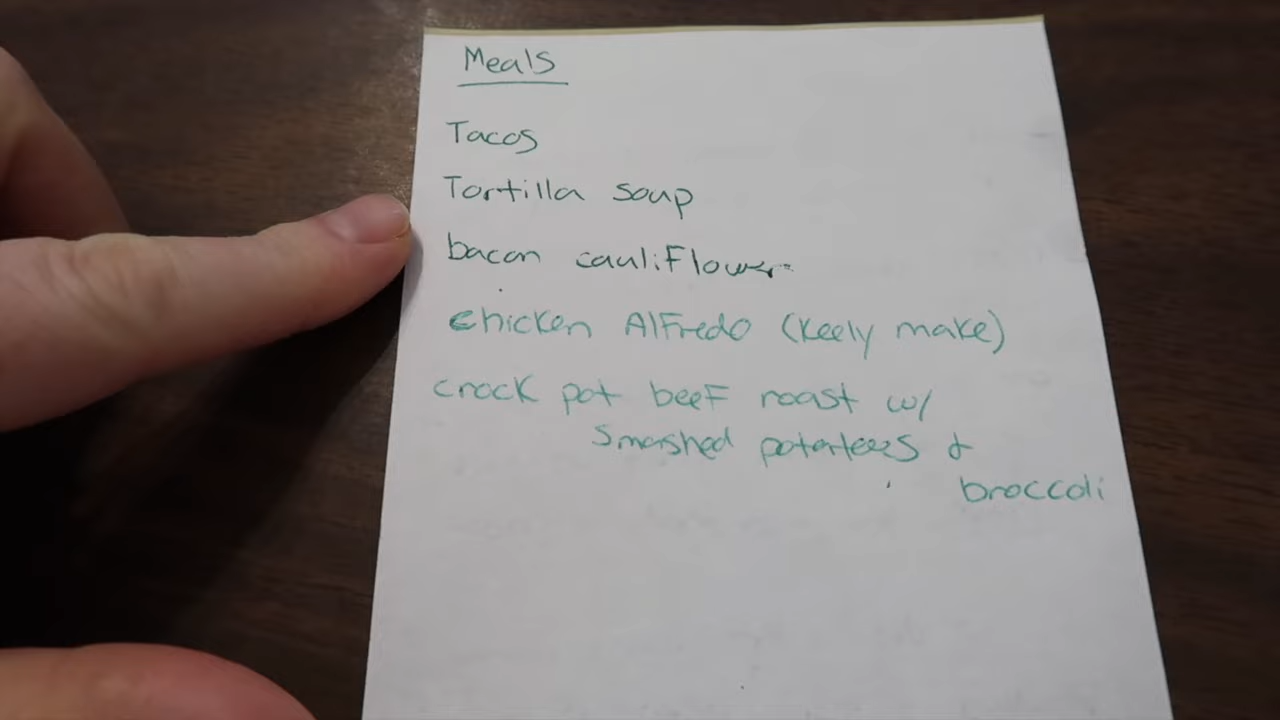 Meals
Tacos
Tortilla soup
bacon cauliflower
chicken Alfredo (Keely make)
crock pot beef roast w/
smashed potatoes &
broccoli